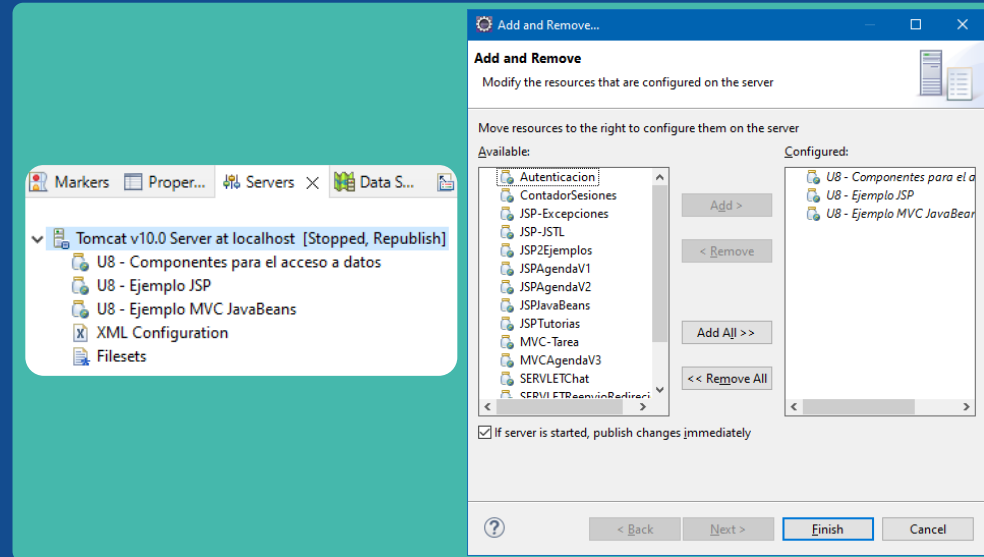 Markers
Proper...
Servers
Data S...
Tomcat v10.0 Server at localhost [Stopped, Republish]
U8 - Componentes para el acceso a datos
U8 - Ejemplo JSP
U8 - Ejemplo MVC JavaBeans
XML Configuration
Filesets
Add and Remove...
Add and Remove
Modify the resources that are configured on the server
Move resources to the right to configure them on the server
Available:
Autenticacion
ContadorSesiones
JSP-Excepciones
JSP-JSTL
JSP2Ejemplos
JSPAgendaV1
JSPAgendaV2
JSPJavaBeans
JSPTutorias
MVC-Tarea
MVCAgendaV3
SERVLETChat
SERVLETReenvioRedireci
Add >
< Remove
Add All >>
<< Remove All
Configured:
U8 - Componentes para el a
U8 - Ejemplo JSP
U8 - Ejemplo MVC JavaBean
If server is started, publish changes immediately
?
< Back
Next >
Finish
Cancel